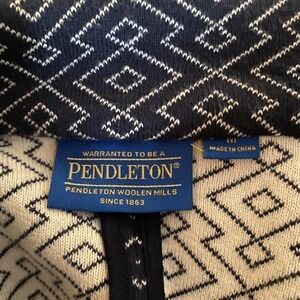 WARRANTED TO BE A
PENDLETON®
PENDLETON WOOLEN MILLS
SINCE 1863
M
MADE IN CHINA